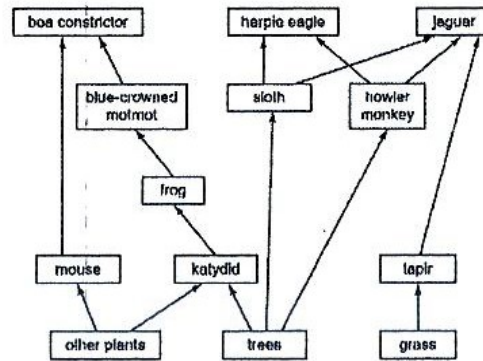 boa constrictor
harpie eagle
jaguar
blue-crowned
motmot
sloth
howler
monkey
frog
mouse
katydid
tapir
other plants
trees
grass